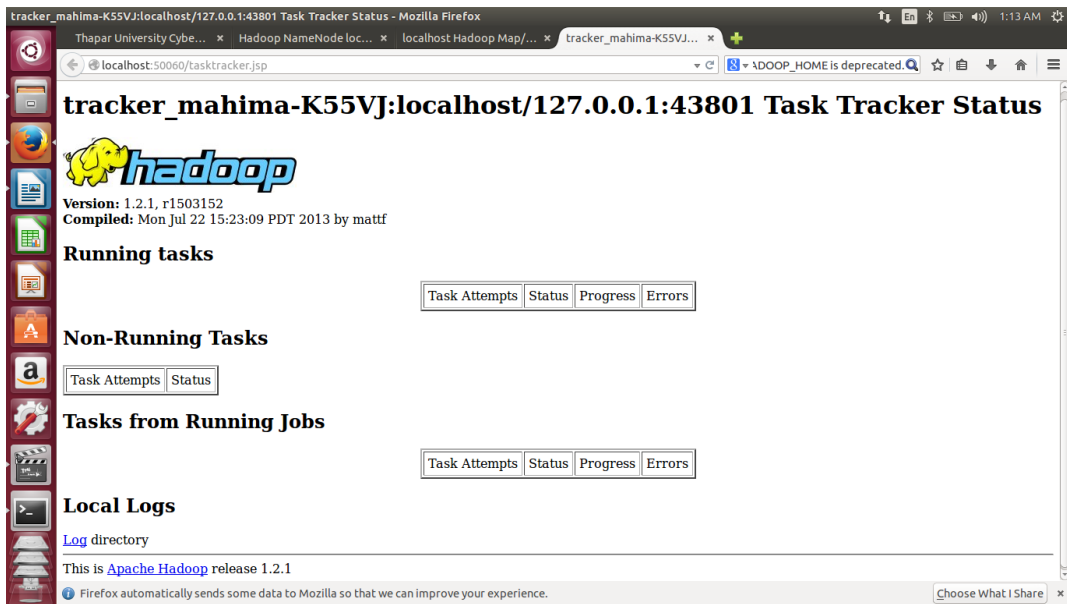 tracker_mahima-K55VJ:localhost/127.0.0.1:43801 Task Tracker Status - Mozilla Firefox
En
1:13 AM
Thapar University Cybe... × Hadoop NameNode loc... × localhost Hadoop Map/... × tracker_mahima-K55VJ... ×
localhost:50060/tasktracker.jsp
8
ADOOP_HOME is deprecated.
tracker_mahima-K55VJ:localhost/127.0.0.1:43801 Task Tracker Status
hadoop
Version: 1.2.1, r1503152
Compiled: Mon Jul 22 15:23:09 PDT 2013 by mattf
Running tasks
Task Attempts Status Progress Errors
Non-Running Tasks
Task Attempts Status
Tasks from Running Jobs
Task Attempts Status Progress Errors
Local Logs
Log directory
This is Apache Hadoop release 1.2.1
Firefox automatically sends some data to Mozilla so that we can improve your experience.
Choose What I Share ×